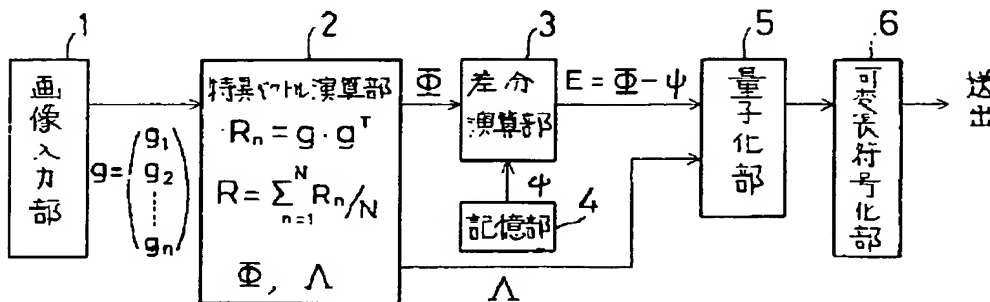 1
画像入力部
g = (g1 g2 ⋮ gn)
2
特異ベクトル演算部
Rn = g · g^T
R = Σ_{n=1}^{N} Rn/N
Φ, Λ
Φ
3
差分
演算部
ψ
記憶部
4
E = Φ - ψ
Λ
5
量子化部
6
可変長符号化部
送出